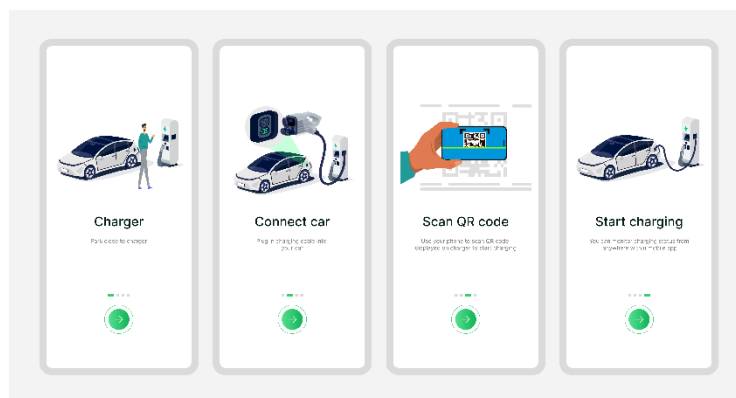 Charger
Park close to charger
Connect car
Plug in charging cable into
your car
Scan QR code
Use your phone to scan QR code
displayed on charger to start charging
Start charging
You can monitor charging status from
anywhere within mobile app